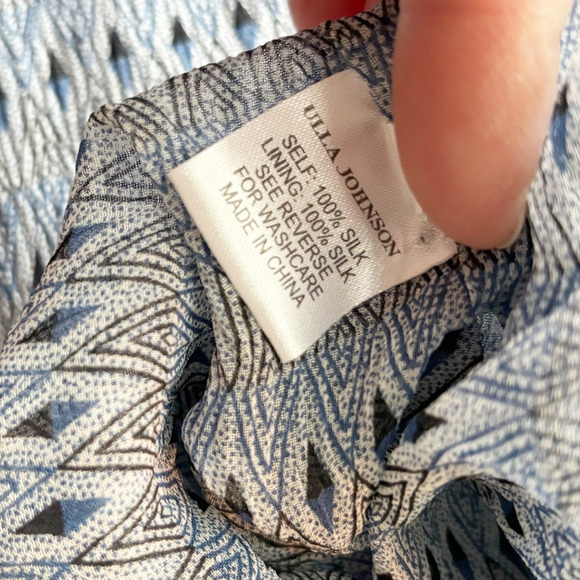 ULLA JOHNSON
SELF: 100% SILK
LINING: 100% SILK
SEE REVERSE
FOR WASHCARE
MADE IN CHINA